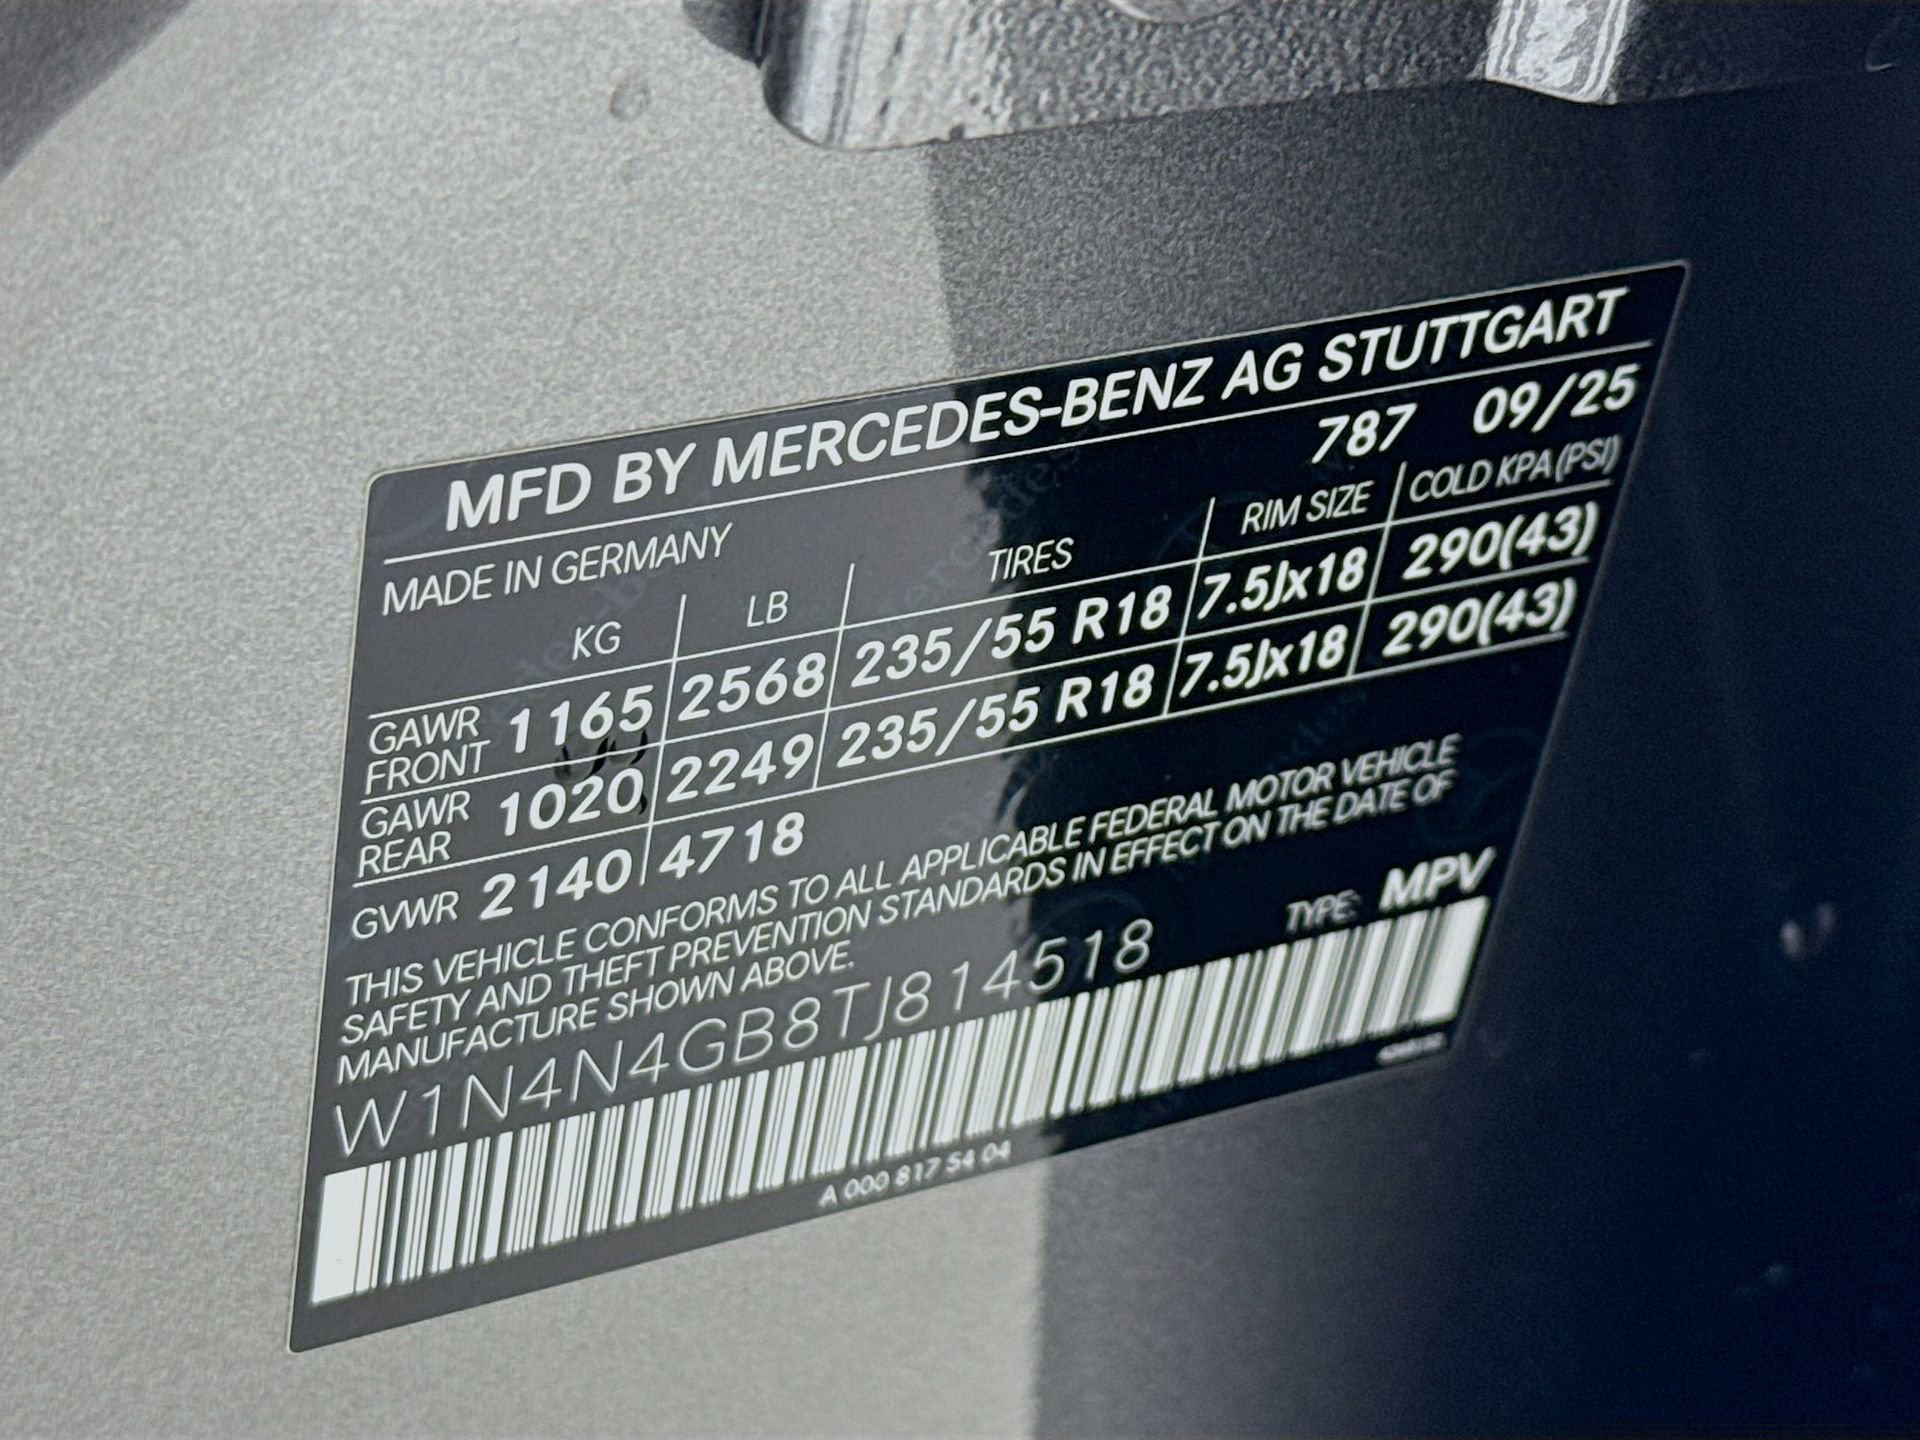 MFD BY MERCEDES-BENZ AG STUTTGART
MADE IN GERMANY 787 09/25
KG LB TIRES RIM SIZE COLD KPA (PSI)
GAWR FRONT 1165 2568 235/55 R18 7.5Jx18 290(43)
GAWR REAR 1020 2249 235/55 R18 7.5Jx18 290(43)
GVWR 2140 4718
THIS VEHICLE CONFORMS TO ALL APPLICABLE FEDERAL MOTOR VEHICLE
SAFETY AND THEFT PREVENTION STANDARDS IN EFFECT ON THE DATE OF
MANUFACTURE SHOWN ABOVE.
TYPE: MPV
W1N4N4GB8TJ814518
A 000 817 54 04